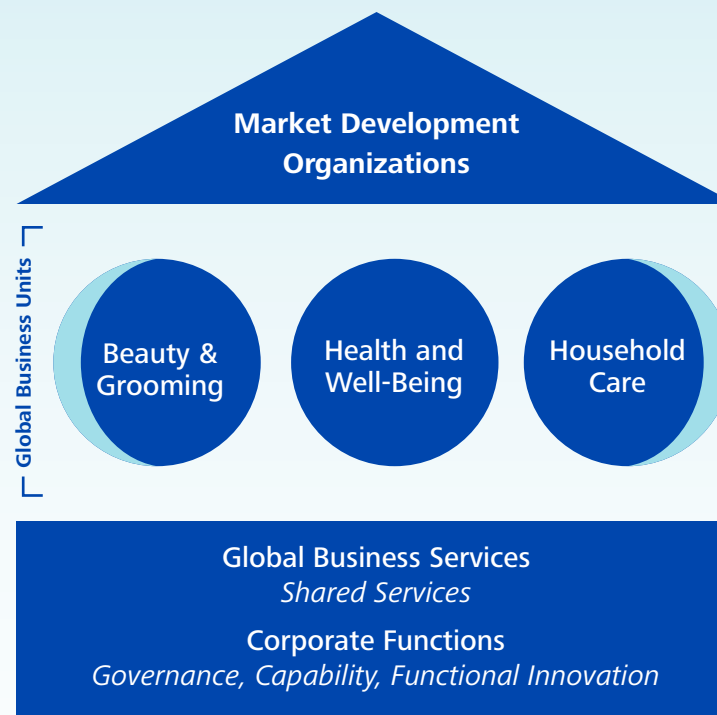 Market Development
Organizations
Global Business Units
Beauty &
Grooming
Health and
Well-Being
Household
Care
Global Business Services
Shared Services
Corporate Functions
Governance, Capability, Functional Innovation